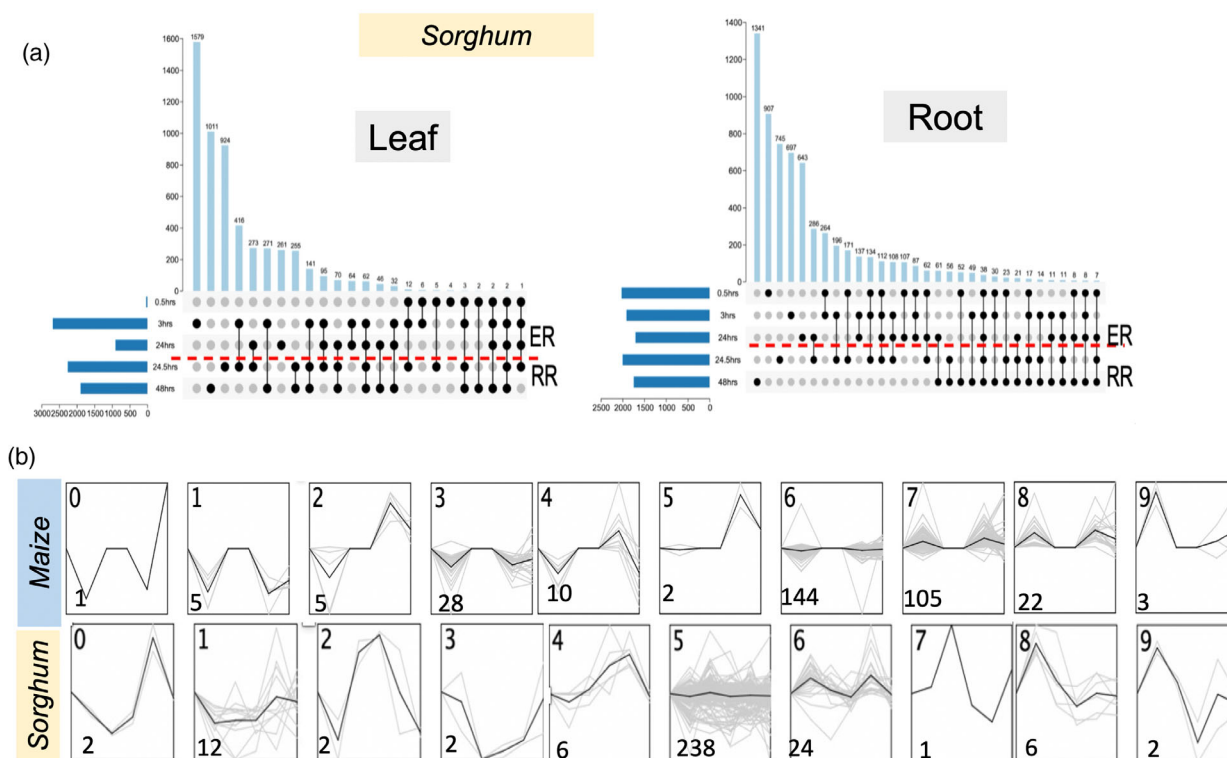 (a)
Sorghum
Leaf
1600
1400
1200
1000
800
600
400
200
0
1579
1011
924
416
273
271
261
255
141
95
70
64
62
46
32
12
6
5
4
3
2
2
2
1
0.5hrs
3hrs
24hrs
24.5hrs
48hrs
ER
RR
3000 2500 2000 1500 1000 500 0
Root
1400
1200
1000
800
600
400
200
0
1341
907
745
697
643
286
264
196
171
137
134
112
108
107
87
62
61
56
52
49
38
30
23
21
17
14
11
11
8
8
7
0.5hrs
3hrs
24hrs
24.5hrs
48hrs
ER
RR
2500 2000 1500 1000 500 0
(b)
Maize
0 1 2 3 4 5 6 7 8 9
1 5 5 28 10 2 144 105 22 3
Sorghum
0 1 2 3 4 5 6 7 8 9
2 12 2 2 6 238 24 1 6 2